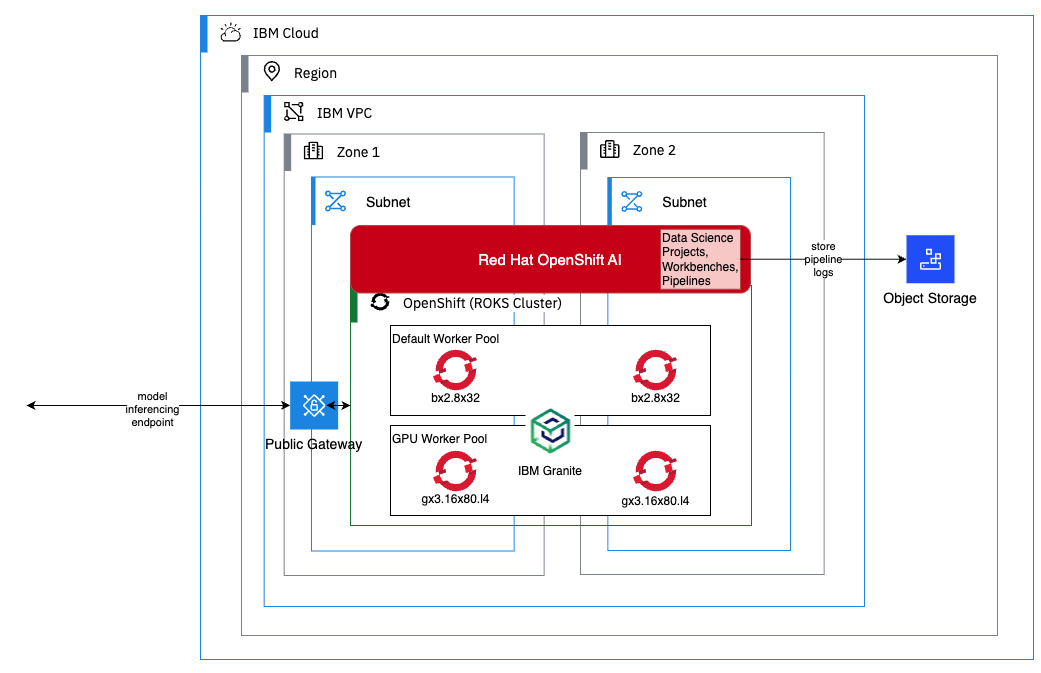 IBM Cloud
Region
IBM VPC
Zone 1
Zone 2
Subnet
Subnet
Red Hat OpenShift AI
Data Science
Projects,
Workbenches,
Pipelines
store
pipeline
logs
Object Storage
OpenShift (ROKS Cluster)
Default Worker Pool
bx2.8x32
bx2.8x32
model
inferencing
endpoint
Public Gateway
GPU Worker Pool
IBM Granite
gx3.16x80.l4
gx3.16x80.l4